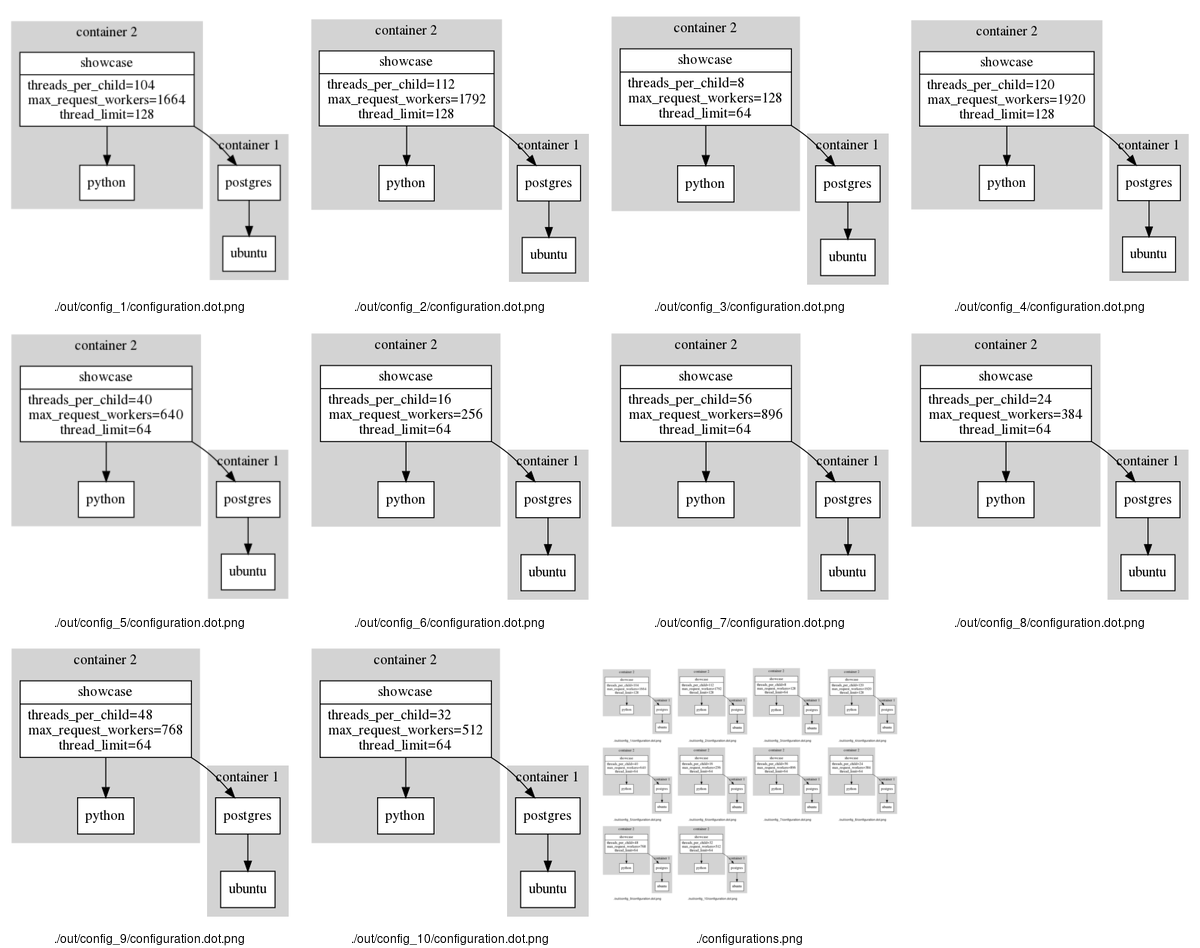 container 2
showcase
threads_per_child=104
max_request_workers=1664
thread_limit=128
container 1
python
postgres
ubuntu
./out/config_1/configuration.dot.png
container 2
showcase
threads_per_child=112
max_request_workers=1792
thread_limit=128
container 1
python
postgres
ubuntu
./out/config_2/configuration.dot.png
container 2
showcase
threads_per_child=8
max_request_workers=128
thread_limit=64
container 1
python
postgres
ubuntu
./out/config_3/configuration.dot.png
container 2
showcase
threads_per_child=120
max_request_workers=1920
thread_limit=128
container 1
python
postgres
ubuntu
./out/config_4/configuration.dot.png
container 2
showcase
threads_per_child=40
max_request_workers=640
thread_limit=64
container 1
python
postgres
ubuntu
./out/config_5/configuration.dot.png
container 2
showcase
threads_per_child=16
max_request_workers=256
thread_limit=64
container 1
python
postgres
ubuntu
./out/config_6/configuration.dot.png
container 2
showcase
threads_per_child=56
max_request_workers=896
thread_limit=64
container 1
python
postgres
ubuntu
./out/config_7/configuration.dot.png
container 2
showcase
threads_per_child=24
max_request_workers=384
thread_limit=64
container 1
python
postgres
ubuntu
./out/config_8/configuration.dot.png
container 2
showcase
threads_per_child=48
max_request_workers=768
thread_limit=64
container 1
python
postgres
ubuntu
./out/config_9/configuration.dot.png
container 2
showcase
threads_per_child=32
max_request_workers=512
thread_limit=64
container 1
python
postgres
ubuntu
./out/config_10/configuration.dot.png
./configurations.png